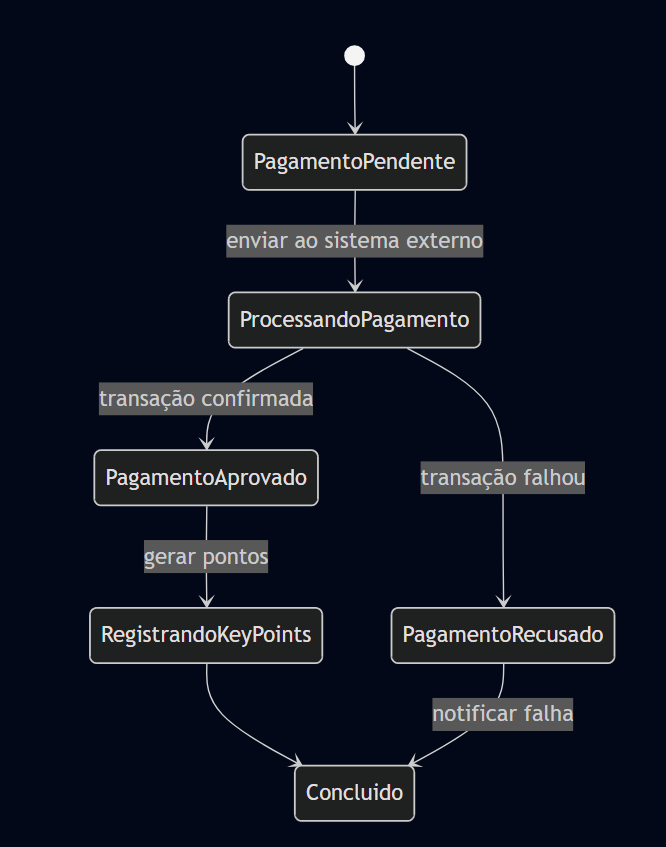 PagamentoPendente
enviar ao sistema externo
ProcessandoPagamento
transação confirmada
PagamentoAprovado
transação falhou
gerar pontos
RegistrandoKeyPoints
PagamentoRecusado
notificar falha
Concluido